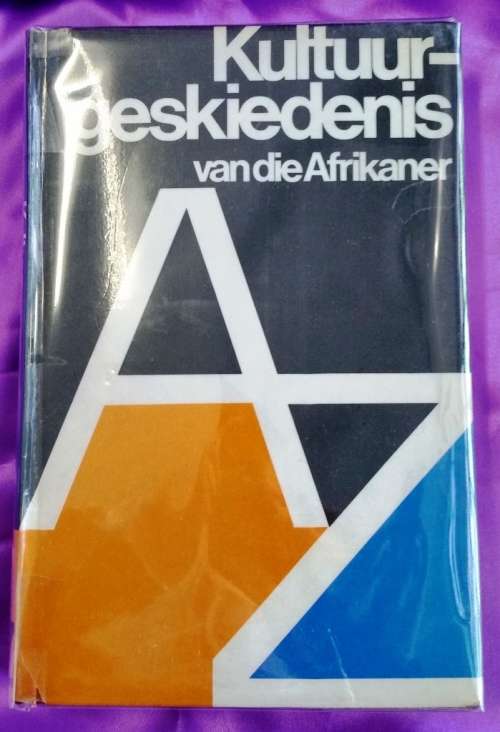 Kultuur-
geskiedenis
van die Afrikaner
A
Z